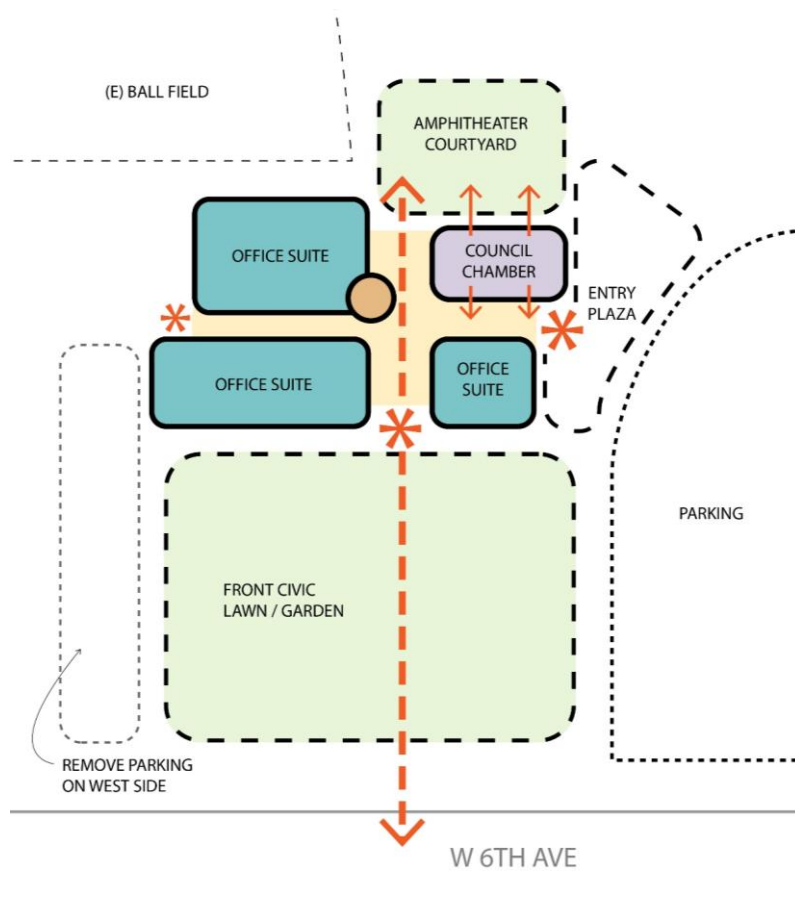 (E) BALL FIELD
AMPHITHEATER
COURTYARD
OFFICE SUITE
COUNCIL
CHAMBER
ENTRY
PLAZA
OFFICE SUITE
OFFICE
SUITE
PARKING
FRONT CIVIC
LAWN / GARDEN
REMOVE PARKING
ON WEST SIDE
W 6TH AVE